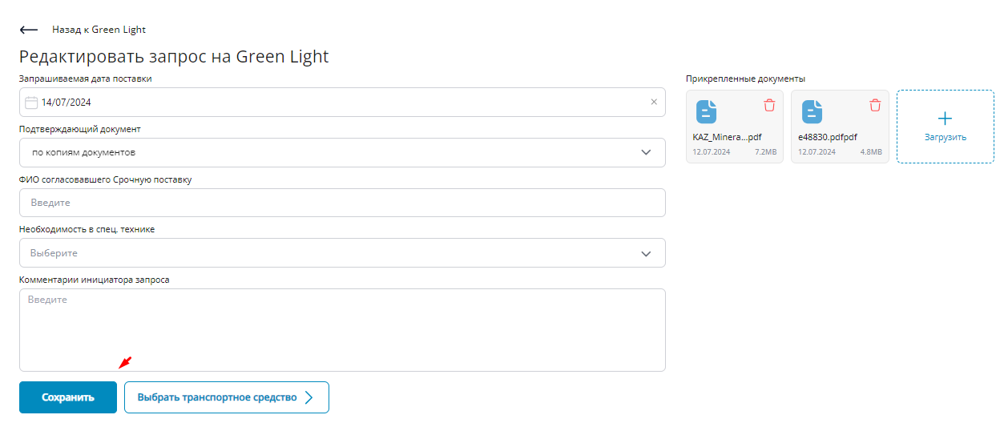 Назад к Green Light
Редактировать запрос на Green Light
Запрашиваемая дата поставки
14/07/2024
Подтверждающий документ
по копиям документов
ФИО согласовавшего Срочную поставку
Введите
Необходимость в спец. технике
Выберите
Комментарии инициатора запроса
Введите
Сохранить
Выбрать транспортное средство
Прикрепленные документы
KAZ_Minera...pdf
12.07.2024 7.2MB
e48830.pdfpdf
12.07.2024 4.8MB
Загрузить